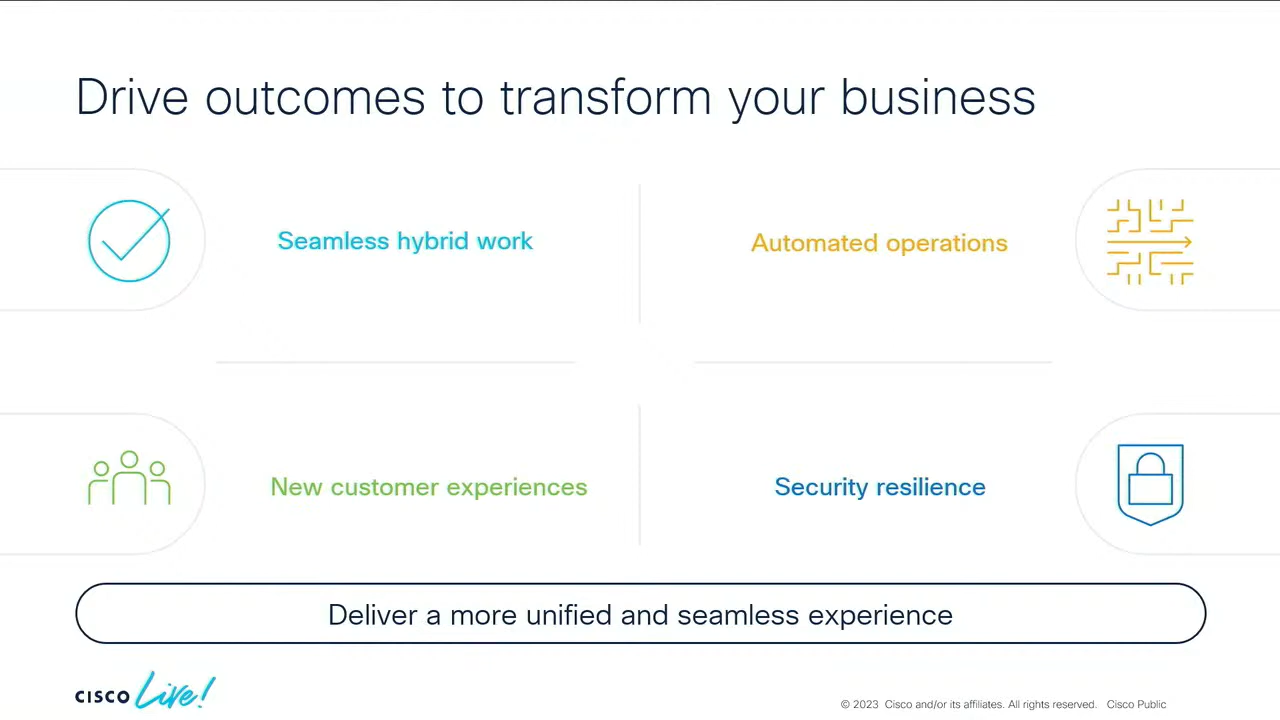 Drive outcomes to transform your business
Seamless hybrid work
Automated operations
New customer experiences
Security resilience
Deliver a more unified and seamless experience
CISCO Live!
© 2023 Cisco and/or its affiliates. All rights reserved. Cisco Public